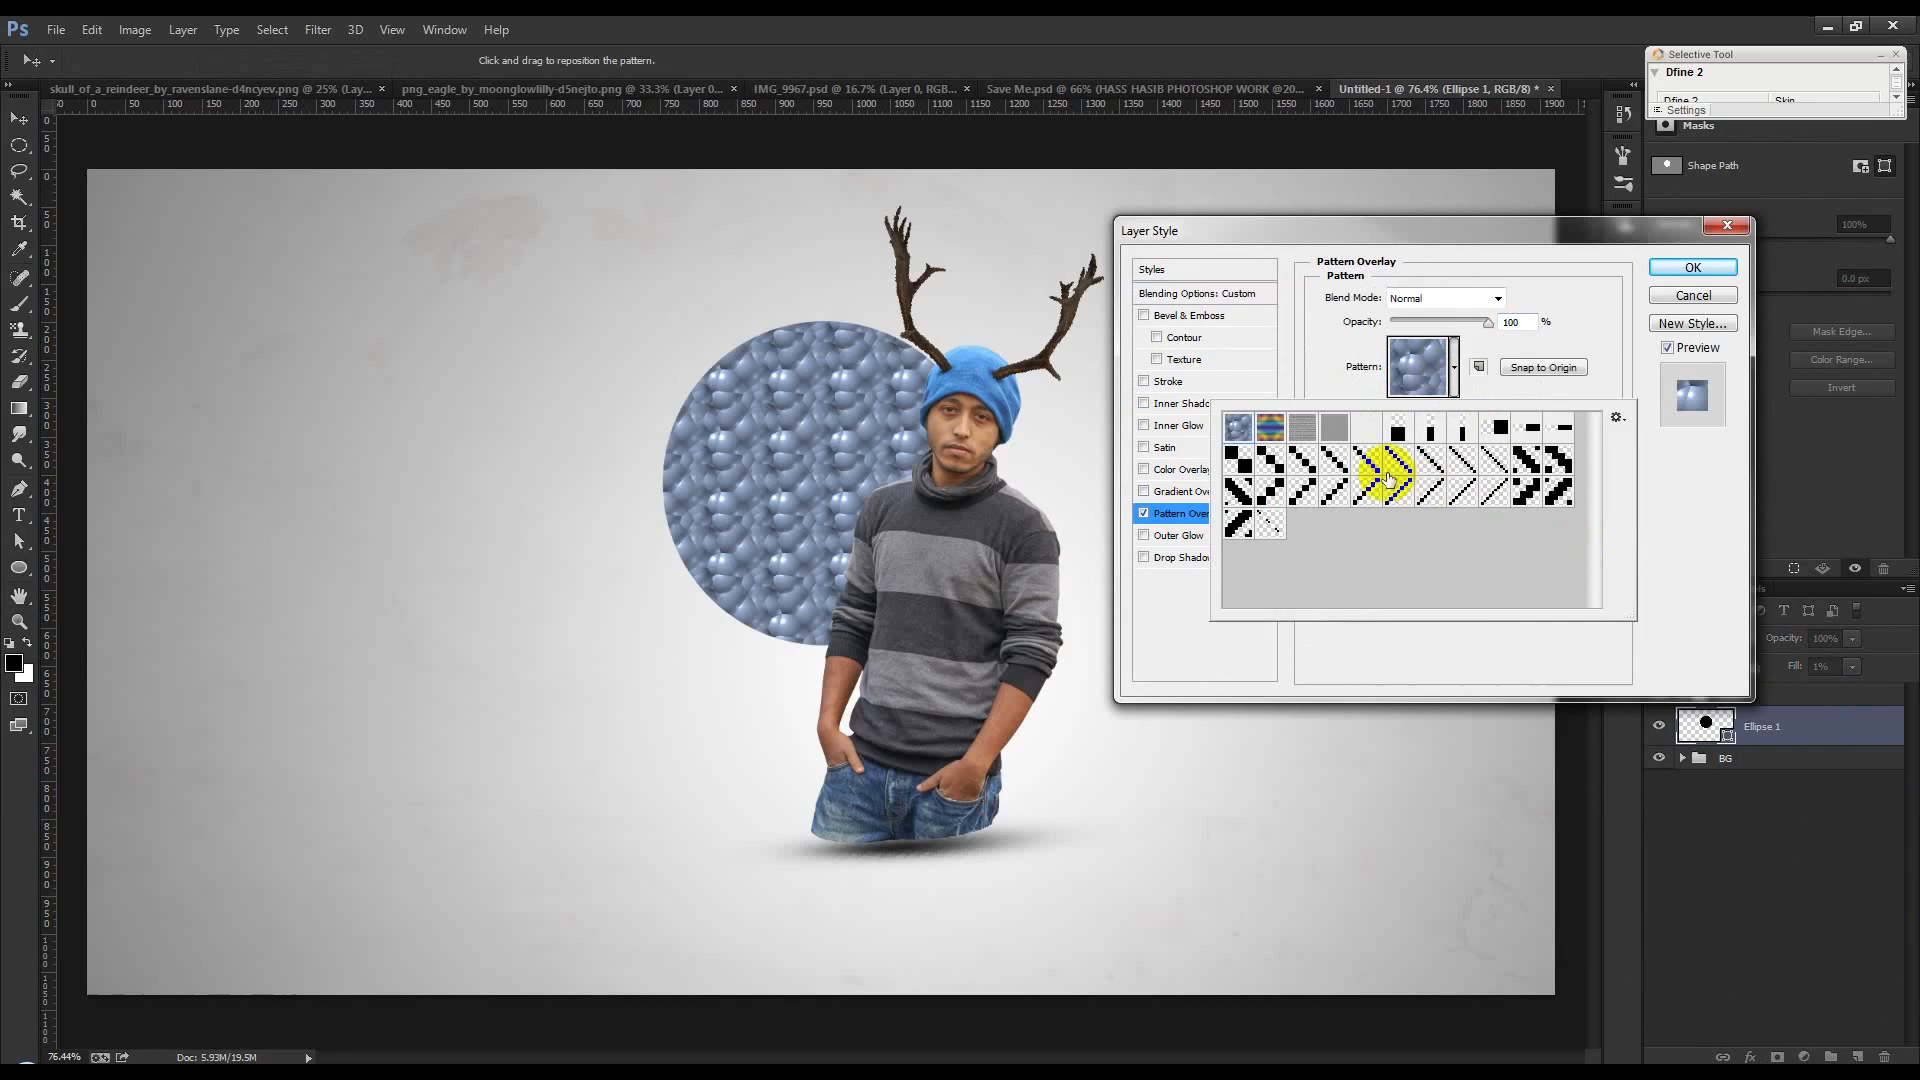 Ps File Edit Image Layer Type Select Filter 3D View Window Help
Click and drag to reposition the pattern.
skull_of_a_reindeer_by_ravenslane-d4ncyev.png @ 25% (Lay... × png_eagle_by_moonglowlilly-d5nejto.png @ 33.3% (Layer 0... × IMG_9967.psd @ 16.7% (Layer 0, RGB... × Save Me.psd @ 66% (HASS HASIB PHOTOSHOP WORK @20... × Untitled-1 @ 76.4% (Ellipse 1, RGB/8) * ×
0 50 100 150 200 250 300 350 400 450 500 550 600 650 700 750 800 850 900 950 1000 1050 1100 1150 1200 1250 1300 1350 1400 1450 1500 1550 1600 1650 1700 1750 1800 1850 1900
Selective Tool
Dfine 2
Dfine 2 Skin
Settings
Masks
Shape Path
100%
0.0 px
Mask Edge...
Color Range...
Invert
Layer Style
Styles
Blending Options: Custom
Bevel & Emboss
Contour
Texture
Stroke
Inner Shado
Inner Glow
Satin
Color Overlay
Gradient Ove
Pattern Over
Outer Glow
Drop Shado
Pattern Overlay
Pattern
Blend Mode: Normal
Opacity: 100 %
Pattern: Snap to Origin
OK
Cancel
New Style...
Preview
Opacity: 100%
Fill: 1%
Ellipse 1
BG
76.44% Doc: 5.93M/19.5M